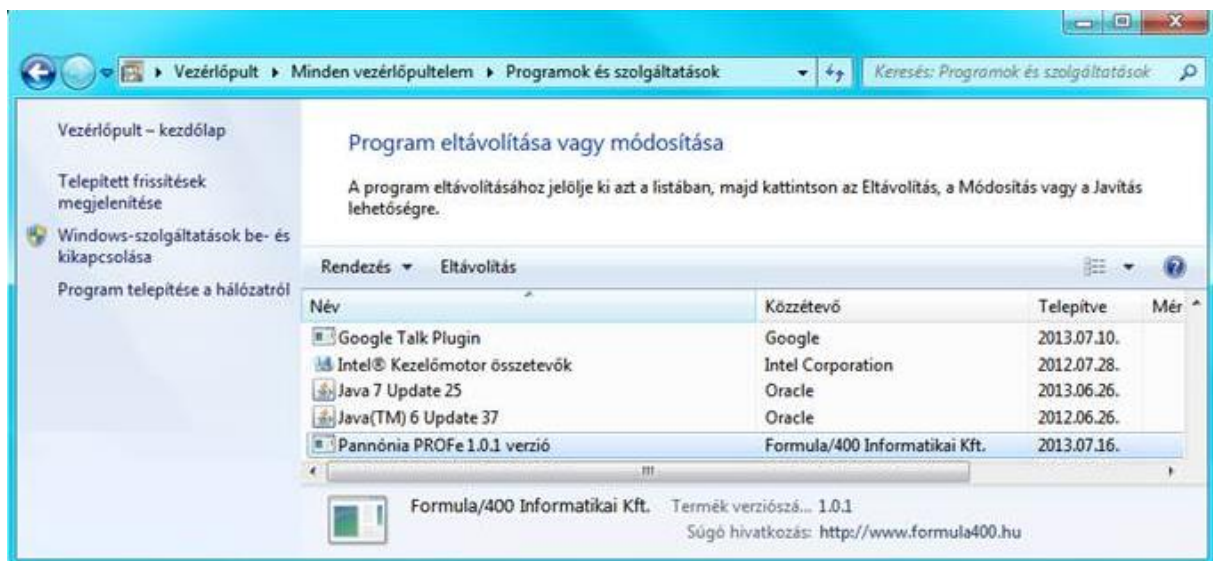 Vezérlőpult ▸ Minden vezérlőpultelem ▸ Programok és szolgáltatások
Keresés: Programok és szolgáltatások
Vezérlőpult – kezdőlap
Telepített frissítések
megjelenítése
Windows-szolgáltatások be- és
kikapcsolása
Program telepítése a hálózatról
Program eltávolítása vagy módosítása
A program eltávolításához jelölje ki azt a listában, majd kattintson az Eltávolítás, a Módosítás vagy a Javítás
lehetőségre.
Rendezés Eltávolítás
Név Közzétevő Telepítve Mér
Google Talk Plugin Google 2013.07.10.
Intel® Kezelőmotor összetevők Intel Corporation 2012.07.28.
Java 7 Update 25 Oracle 2013.06.26.
Java(TM) 6 Update 37 Oracle 2012.06.26.
Pannónia PROFe 1.0.1 verzió Formula/400 Informatikai Kft. 2013.07.16.
Formula/400 Informatikai Kft. Termék verziószá... 1.0.1
Súgó hivatkozás: http://www.formula400.hu